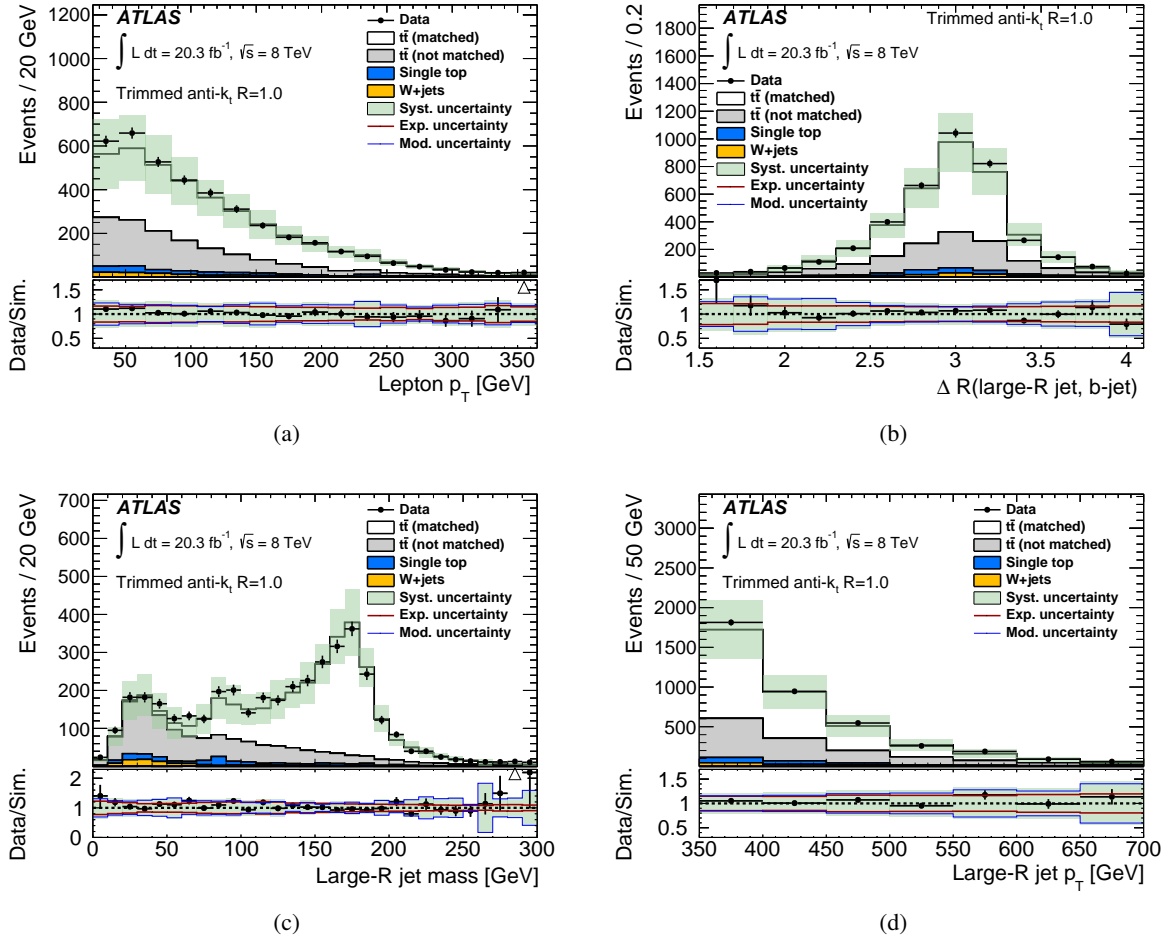 ATLAS
∫ L dt = 20.3 fb⁻¹, √s = 8 TeV
Trimmed anti-kₜ R=1.0
Data
tt̄ (matched)
tt̄ (not matched)
Single top
W+jets
Syst. uncertainty
Exp. uncertainty
Mod. uncertainty
Events / 20 GeV
1200
1000
800
600
400
200
Data/Sim.
1.5
1
0.5
50 100 150 200 250 300 350
Lepton p_T [GeV]
(a)
ATLAS
Trimmed anti-kₜ R=1.0
∫ L dt = 20.3 fb⁻¹, √s = 8 TeV
Data
tt̄ (matched)
tt̄ (not matched)
Single top
W+jets
Syst. uncertainty
Exp. uncertainty
Mod. uncertainty
Events / 0.2
1800
1600
1400
1200
1000
800
600
400
200
Data/Sim.
1.5
1
0.5
1.5 2 2.5 3 3.5 4
Δ R(large-R jet, b-jet)
(b)
ATLAS
∫ L dt = 20.3 fb⁻¹, √s = 8 TeV
Trimmed anti-kₜ R=1.0
Data
tt̄ (matched)
tt̄ (not matched)
Single top
W+jets
Syst. uncertainty
Exp. uncertainty
Mod. uncertainty
Events / 20 GeV
700
600
500
400
300
200
100
Data/Sim.
2
1
0
0 50 100 150 200 250 300
Large-R jet mass [GeV]
(c)
ATLAS
∫ L dt = 20.3 fb⁻¹, √s = 8 TeV
Trimmed anti-kₜ R=1.0
Data
tt̄ (matched)
tt̄ (not matched)
Single top
W+jets
Syst. uncertainty
Exp. uncertainty
Mod. uncertainty
Events / 50 GeV
3000
2500
2000
1500
1000
500
Data/Sim.
1.5
1
0.5
350 400 450 500 550 600 650 700
Large-R jet p_T [GeV]
(d)